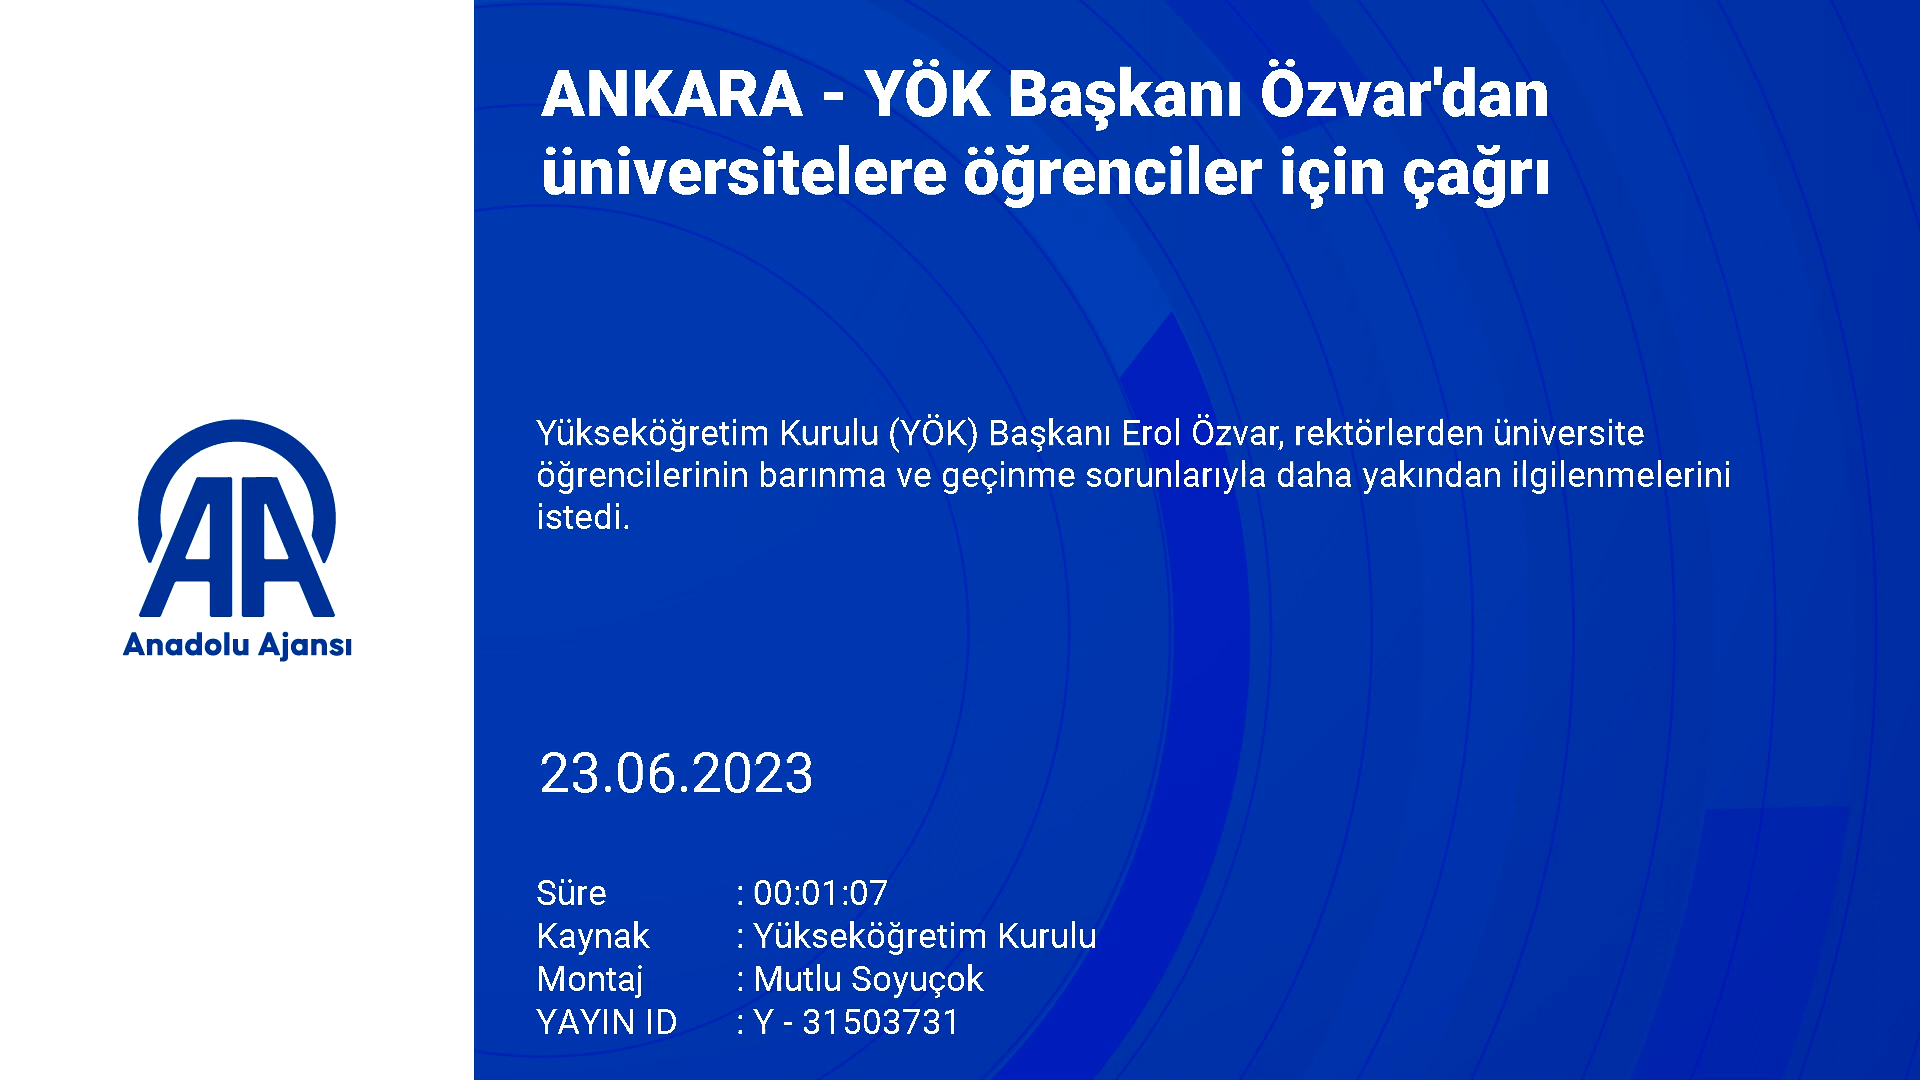 ANKARA - YÖK Başkanı Özvar'dan
üniversitelere öğrenciler için çağrı
Yükseköğretim Kurulu (YÖK) Başkanı Erol Özvar, rektörlerden üniversite
öğrencilerinin barınma ve geçinme sorunlarıyla daha yakından ilgilenmelerini
istedi.
AA
Anadolu Ajansı
23.06.2023
Süre : 00:01:07
Kaynak : Yükseköğretim Kurulu
Montaj : Mutlu Soyuçok
YAYIN ID : Y - 31503731